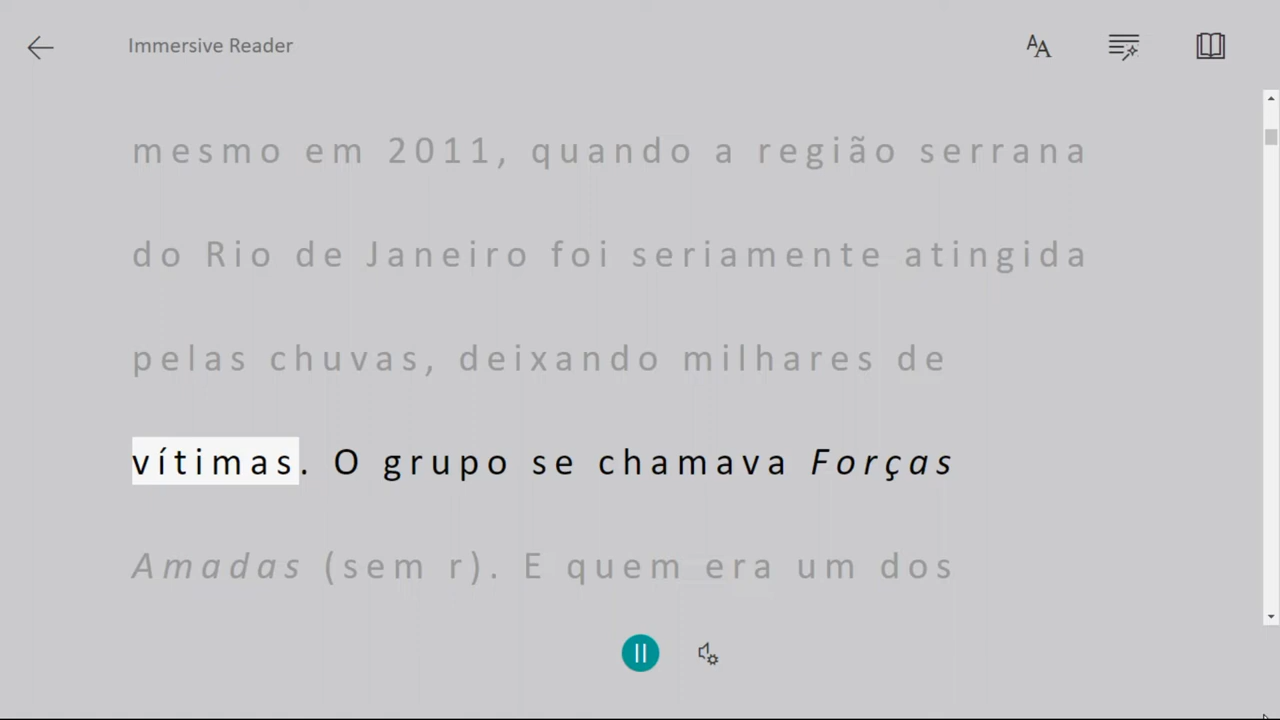 Immersive Reader
mesmo em 2011, quando a região serrana
do Rio de Janeiro foi seriamente atingida
pelas chuvas, deixando milhares de
vítimas. O grupo se chamava Forças
Amadas (sem r). E quem era um dos